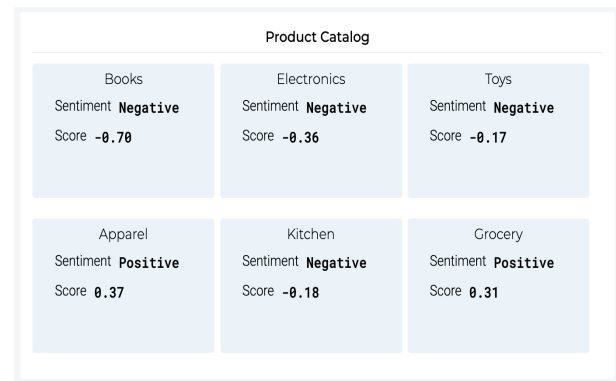 Product Catalog
Books
Sentiment Negative
Score -0.70
Electronics
Sentiment Negative
Score -0.36
Toys
Sentiment Negative
Score -0.17
Apparel
Sentiment Positive
Score 0.37
Kitchen
Sentiment Negative
Score -0.18
Grocery
Sentiment Positive
Score 0.31